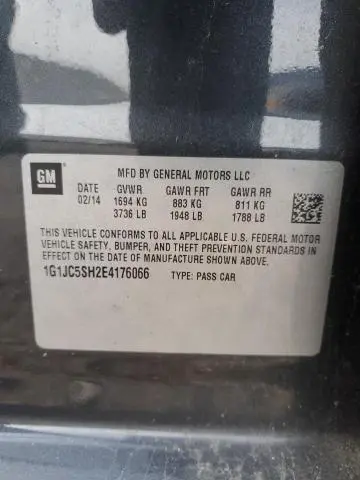 GM
MFD BY GENERAL MOTORS LLC
DATE GVWR GAWR FRT GAWR RR
02/14 1694 KG 883 KG 811 KG
3736 LB 1948 LB 1788 LB
THIS VEHICLE CONFORMS TO ALL APPLICABLE U.S. FEDERAL MOTOR
VEHICLE SAFETY, BUMPER, AND THEFT PREVENTION STANDARDS IN
EFFECT ON THE DATE OF MANUFACTURE SHOWN ABOVE.
1G1JC5SH2E4176066 TYPE: PASS CAR